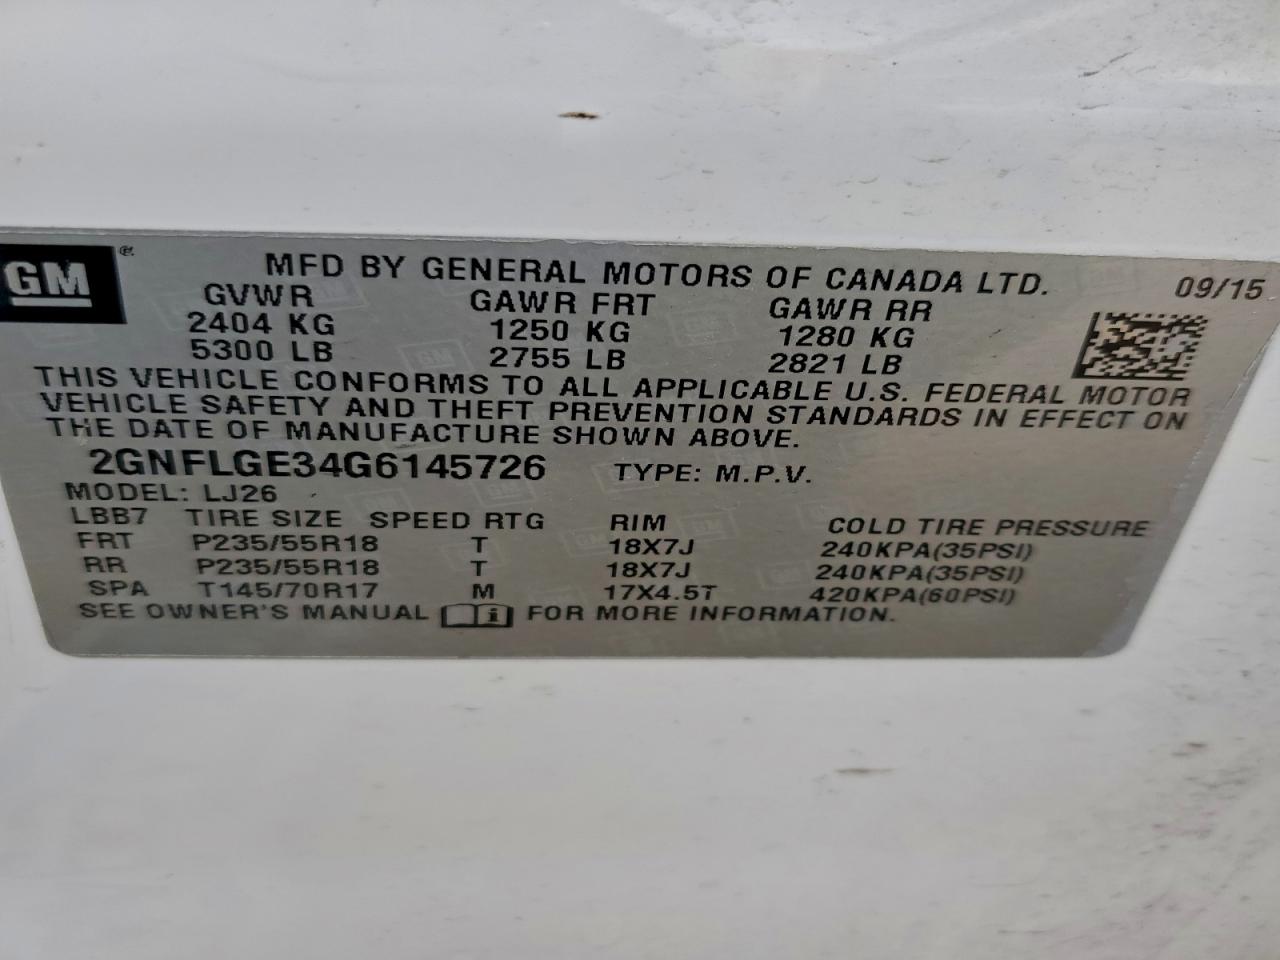 GM ®
MFD BY GENERAL MOTORS OF CANADA LTD. 09/15
GVWR GAWR FRT GAWR RR
2404 KG 1250 KG 1280 KG
5300 LB 2755 LB 2821 LB
THIS VEHICLE CONFORMS TO ALL APPLICABLE U.S. FEDERAL MOTOR
VEHICLE SAFETY AND THEFT PREVENTION STANDARDS IN EFFECT ON
THE DATE OF MANUFACTURE SHOWN ABOVE.
2GNFLGE34G6145726 TYPE: M.P.V.
MODEL: LJ26
LBB7 TIRE SIZE SPEED RTG RIM COLD TIRE PRESSURE
FRT P235/55R18 T 18X7J 240KPA(35PSI)
RR P235/55R18 T 18X7J 240KPA(35PSI)
SPA T145/70R17 M 17X4.5T 420KPA(60PSI)
SEE OWNER'S MANUAL i FOR MORE INFORMATION.